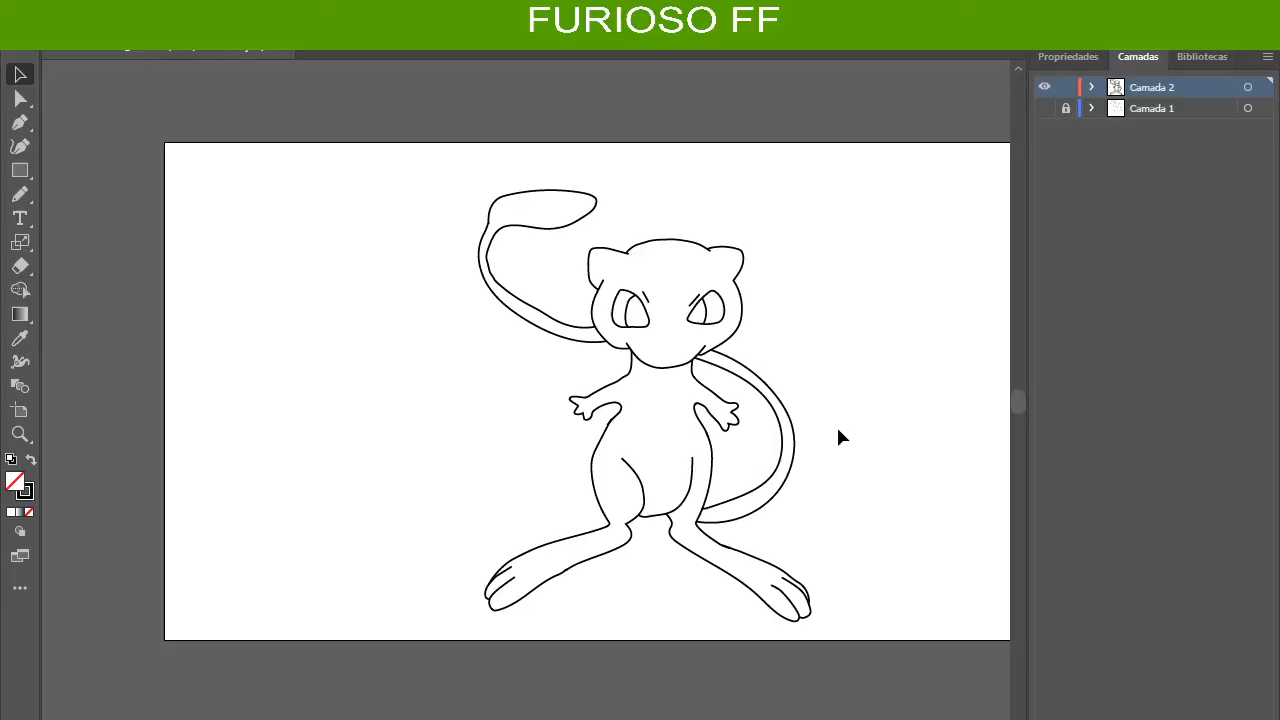 FURIOSO FF
Propriedades
Camadas
Bibliotecas
Camada 2
Camada 1